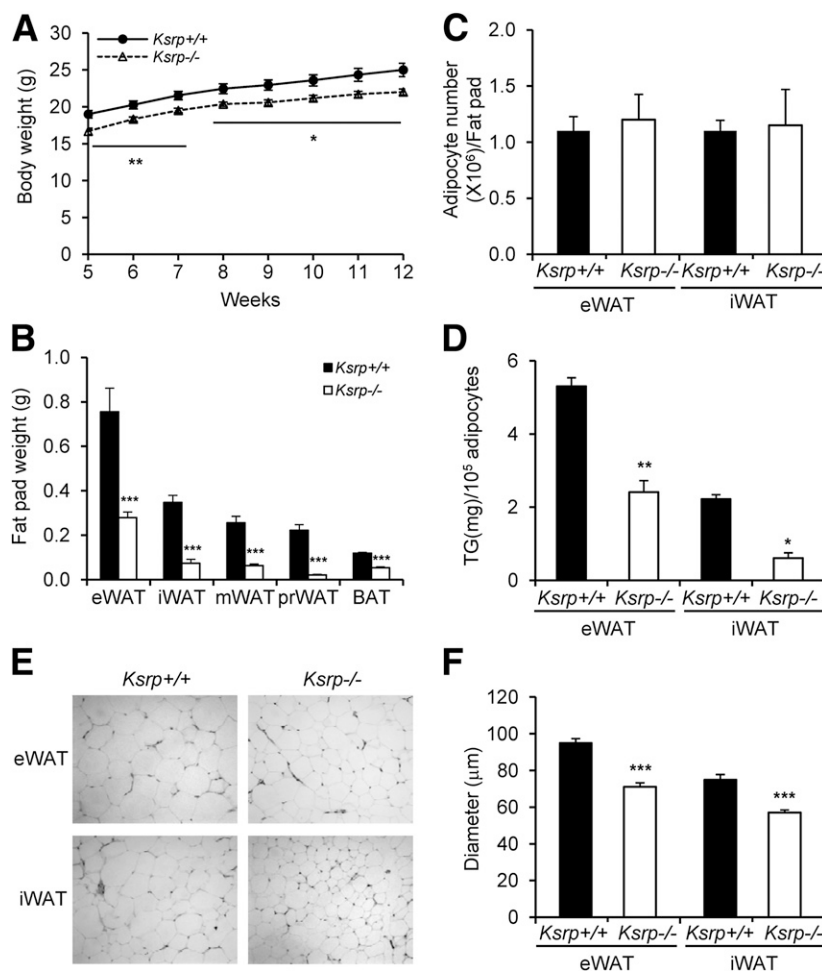 A
Ksrp+/+
Ksrp-/-
Body weight (g)
30
25
20
15
10
5
0
**
*
5 6 7 8 9 10 11 12
Weeks
B
Fat pad weight (g)
1.0
0.8
0.6
0.4
0.2
0.0
Ksrp+/+
Ksrp-/-
***
***
***
***
***
eWAT iWAT mWAT prWAT BAT
C
Adipocyte number
(X10⁶)/Fat pad
2.0
1.5
1.0
0.5
0.0
Ksrp+/+ Ksrp-/- Ksrp+/+ Ksrp-/-
eWAT iWAT
D
TG(mg)/10⁵ adipocytes
6
4
2
0
**
*
Ksrp+/+ Ksrp-/- Ksrp+/+ Ksrp-/-
eWAT iWAT
E
Ksrp+/+ Ksrp-/-
eWAT
iWAT
F
Diameter (μm)
120
100
80
60
40
20
0
***
***
Ksrp+/+ Ksrp-/- Ksrp+/+ Ksrp-/-
eWAT iWAT